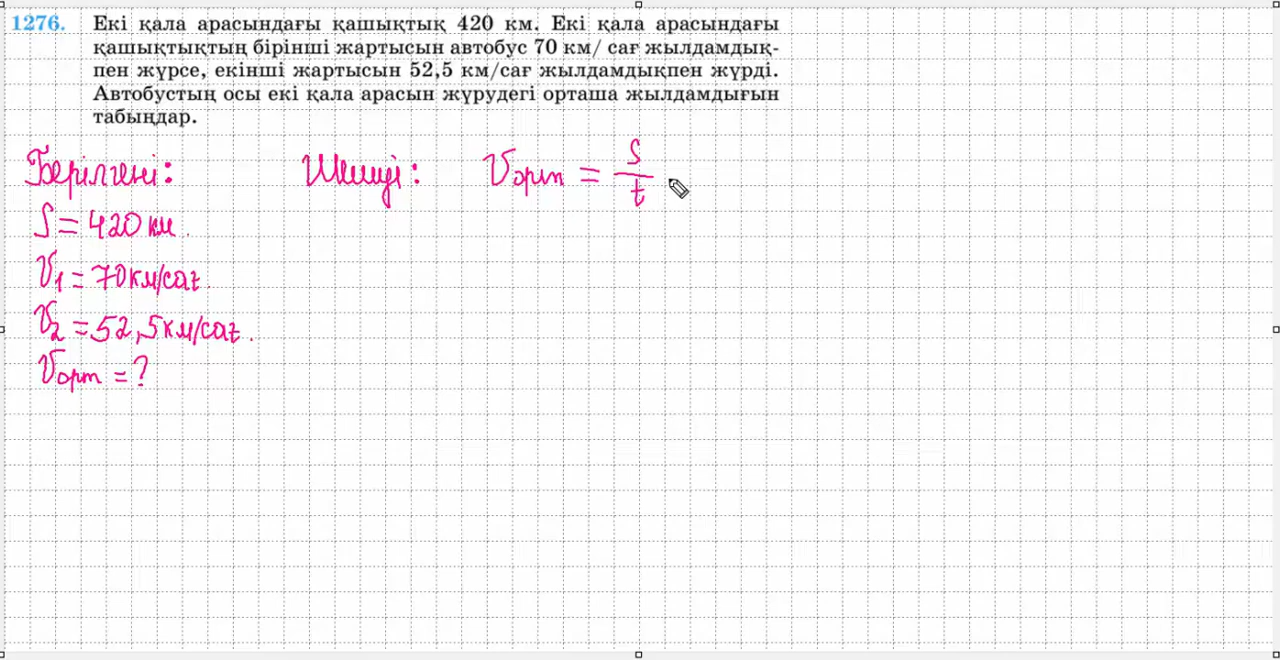 1276. Екі қала арасындағы қашықтық 420 км. Екі қала арасындағы
қашықтықтың бірінші жартысын автобус 70 км/ сағ жылдамдық-
пен жүрсе, екінші жартысын 52,5 км/сағ жылдамдықпен жүрді.
Автобустың осы екі қала арасын жүрудегі орташа жылдамдығын
табыңдар.
Берілгені: Шешуі: Vорт = S/t
S = 420 км.
V1 = 70 км/сағ.
V2 = 52,5 км/сағ.
Vорт = ?